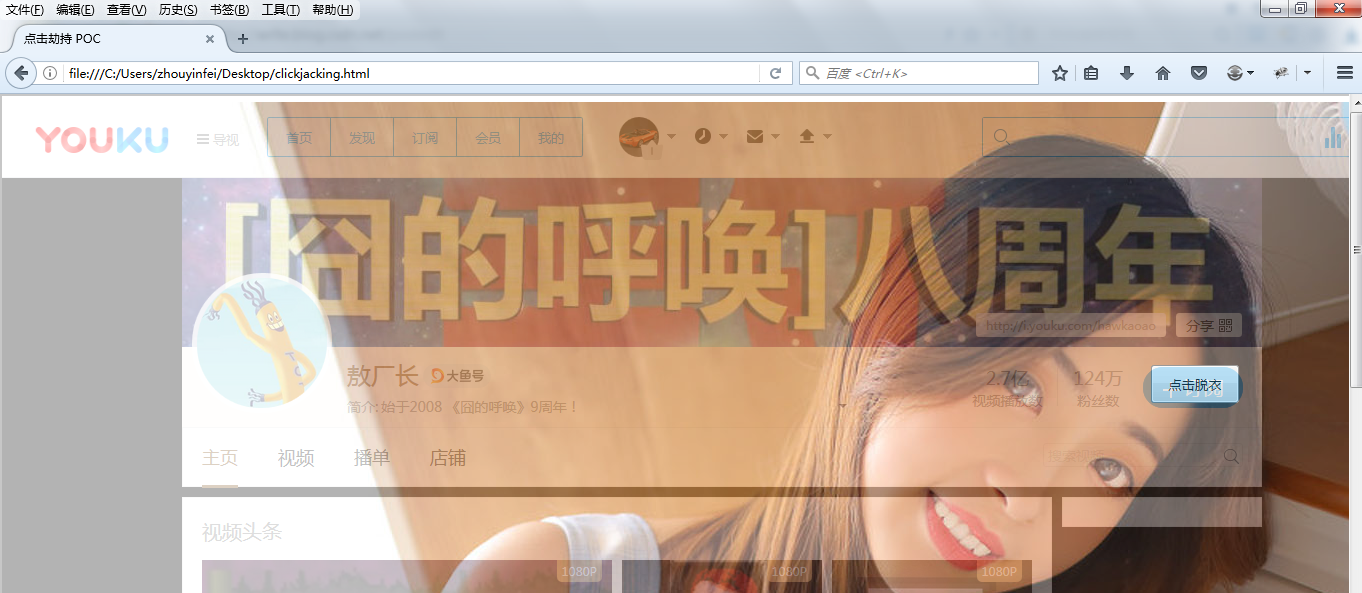 文件(F) 编辑(E) 查看(V) 历史(S) 书签(B) 工具(T) 帮助(H)
点击劫持 POC
file:///C:/Users/zhouyinfei/Desktop/clickjacking.html
百度 <Ctrl+K>
YOUKU 导视 首页 发现 订阅 会员 我的
[囧的呼唤]八周年
http://i.youku.com/hawkaoao 分享
敖厂长 大鱼号
2.7亿 124万
点击脱衣
视频播放数 粉丝数
简介: 始于2008 《囧的呼唤》9周年！
主页 视频 播单 店铺
视频头条
1080P 1080P 1080P